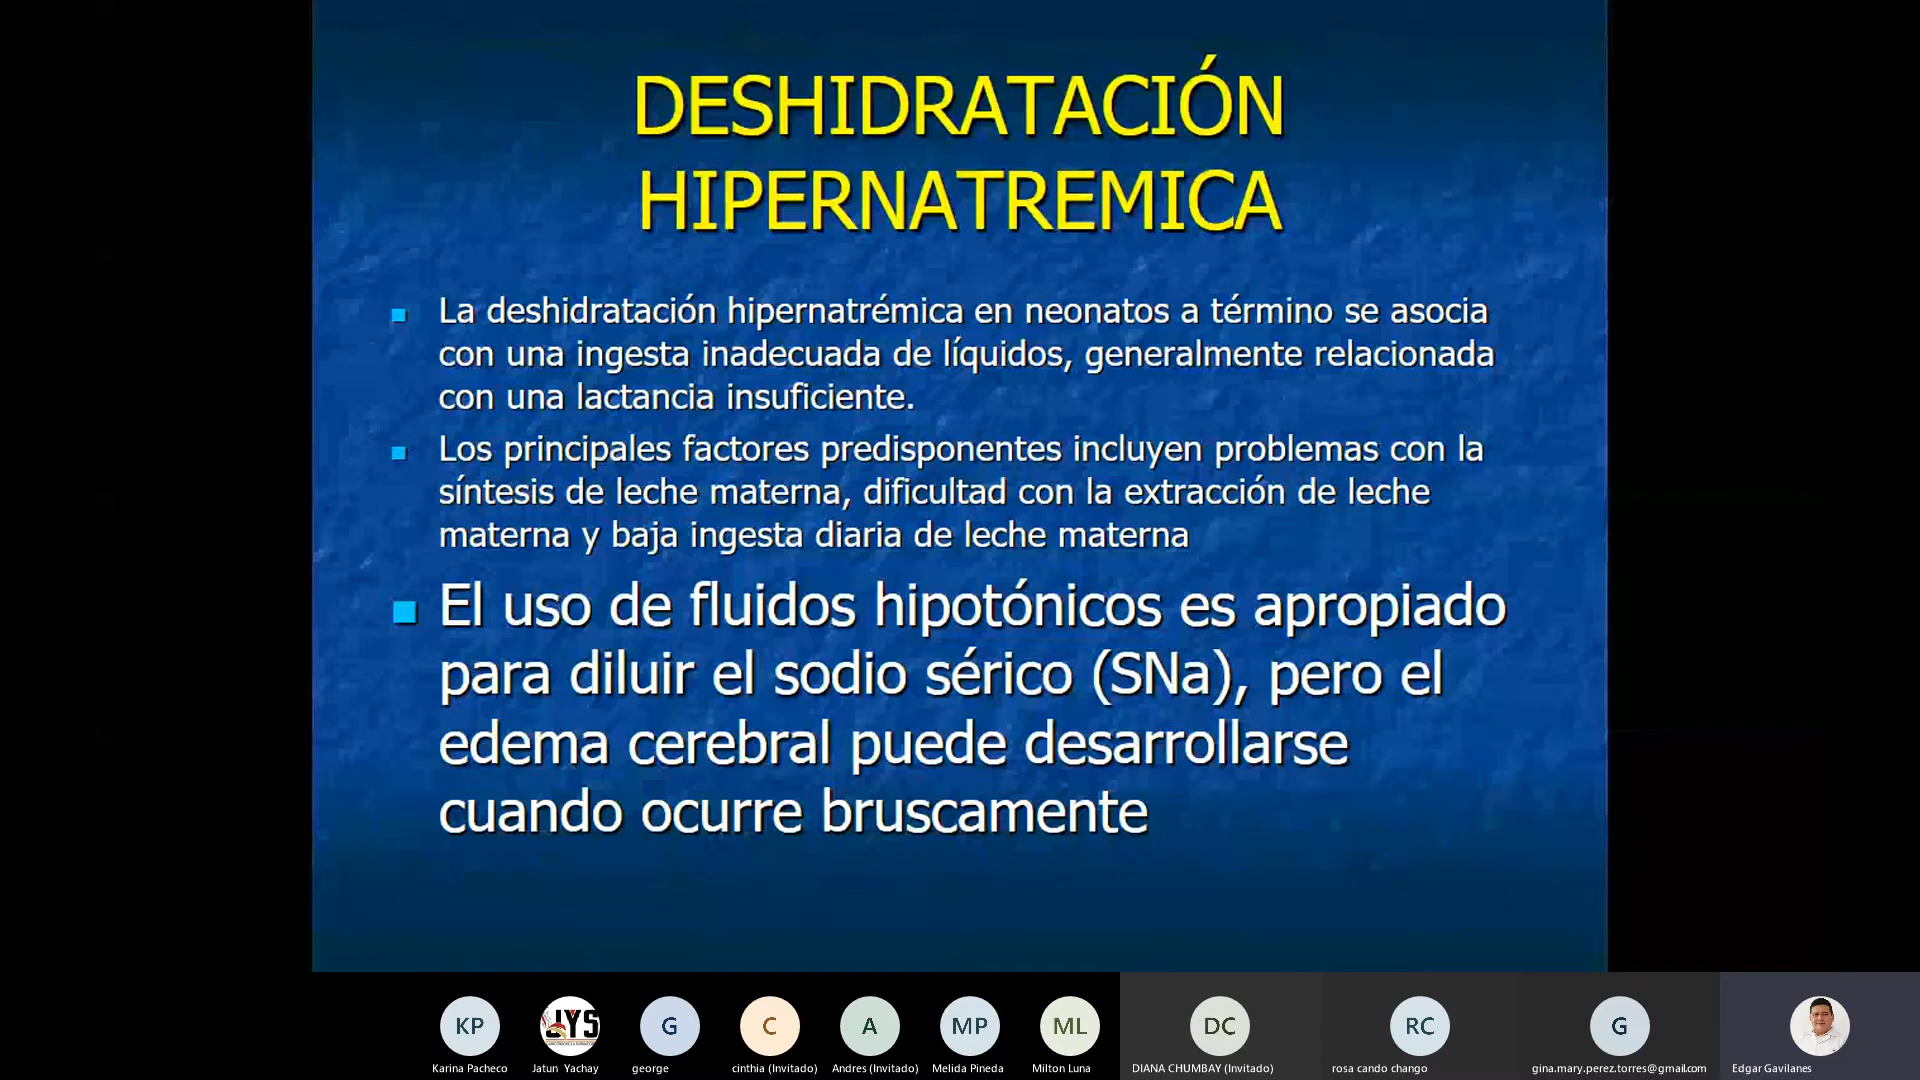 DESHIDRATACIÓN
HIPERNATREMICA
La deshidratación hipernatrémica en neonatos a término se asocia
con una ingesta inadecuada de líquidos, generalmente relacionada
con una lactancia insuficiente.
Los principales factores predisponentes incluyen problemas con la
síntesis de leche materna, dificultad con la extracción de leche
materna y baja ingesta diaria de leche materna
El uso de fluidos hipotónicos es apropiado
para diluir el sodio sérico (SNa), pero el
edema cerebral puede desarrollarse
cuando ocurre bruscamente
KP
JYS
G
C
A
MP
ML
DC
RC
G
Karina Pacheco
Jatun Yachay
george
cinthia (Invitado)
Andres (Invitado)
Melida Pineda
Milton Luna
DIANA CHUMBAY (Invitado)
rosa cando chango
gina.mary.perez.torres@gmail.com
Edgar Gavilanes